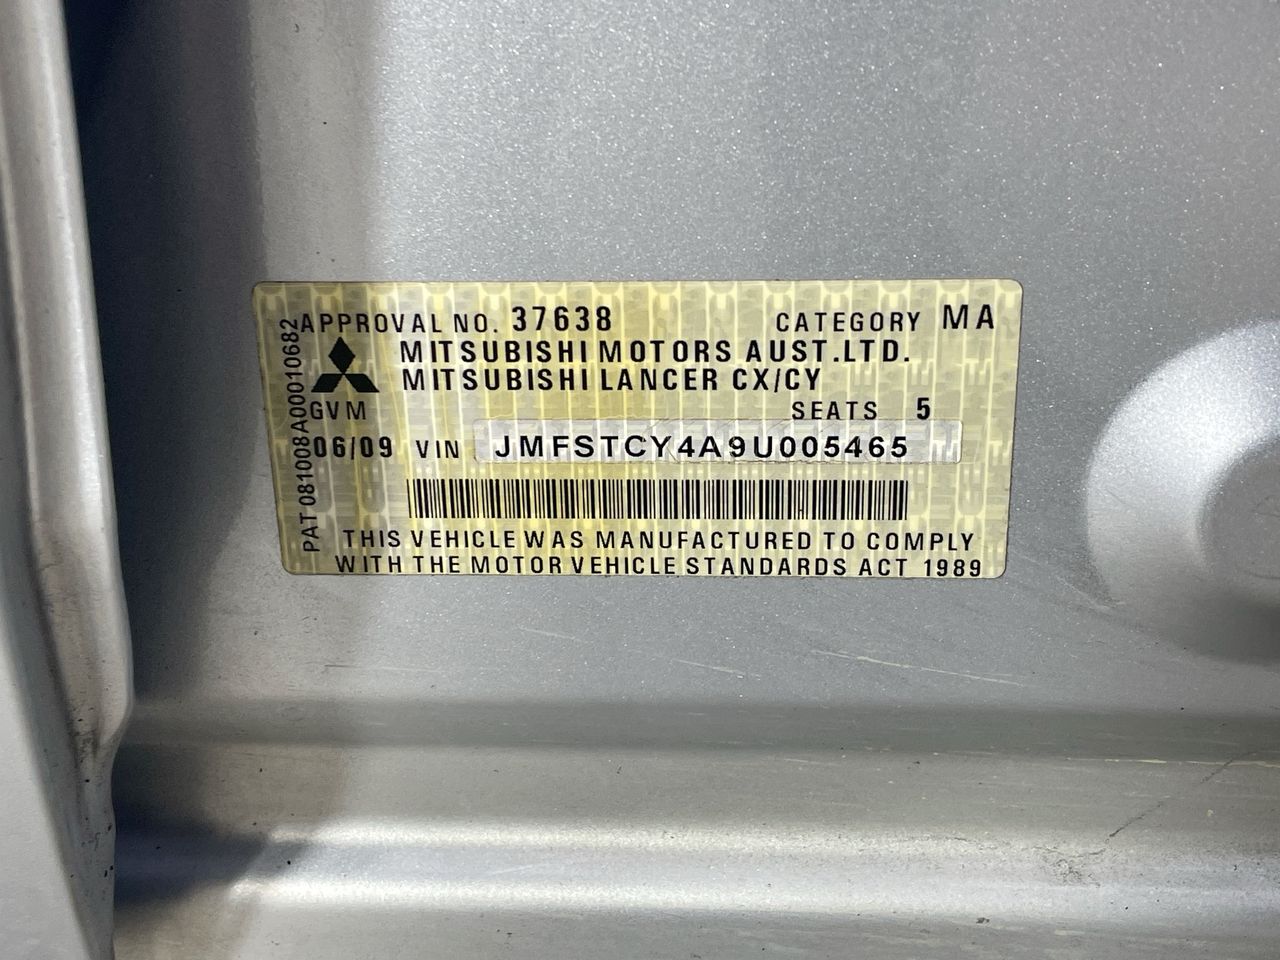 APPROVAL NO. 37638 CATEGORY MA
MITSUBISHI MOTORS AUST. LTD.
MITSUBISHI LANCER CX/CY
GVM SEATS 5
06/09 VIN JMFSTCY4A9U005465
THIS VEHICLE WAS MANUFACTURED TO COMPLY
WITH THE MOTOR VEHICLE STANDARDS ACT 1989
PAT 081008A00010682